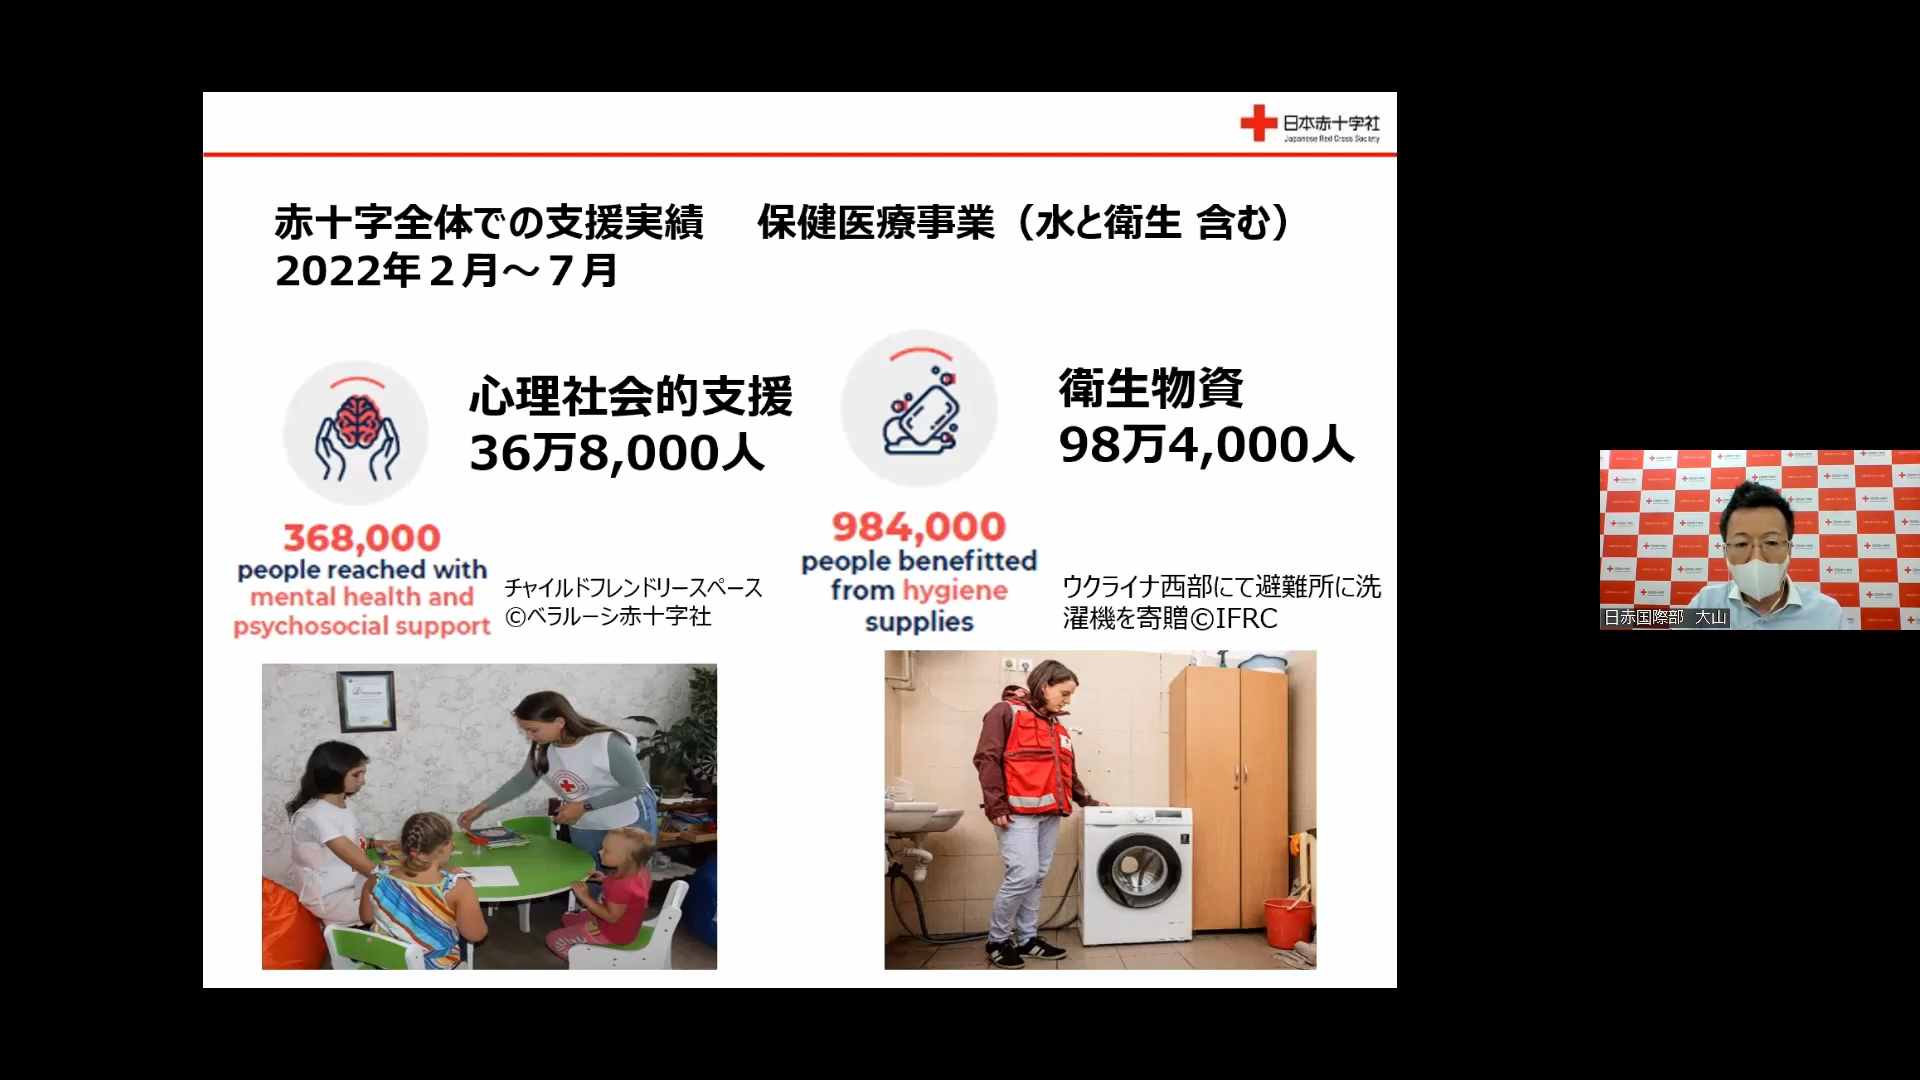 日本赤十字社
Japanese Red Cross Society
赤十字全体での支援実績　保健医療事業（水と衛生 含む）
2022年２月～７月
心理社会的支援
36万8,000人
368,000
people reached with
mental health and
psychosocial support
チャイルドフレンドリースペース
©ベラルーシ赤十字社
衛生物資
98万4,000人
984,000
people benefitted
from hygiene
supplies
ウクライナ西部にて避難所に洗
濯機を寄贈©IFRC
日赤国際部　大山